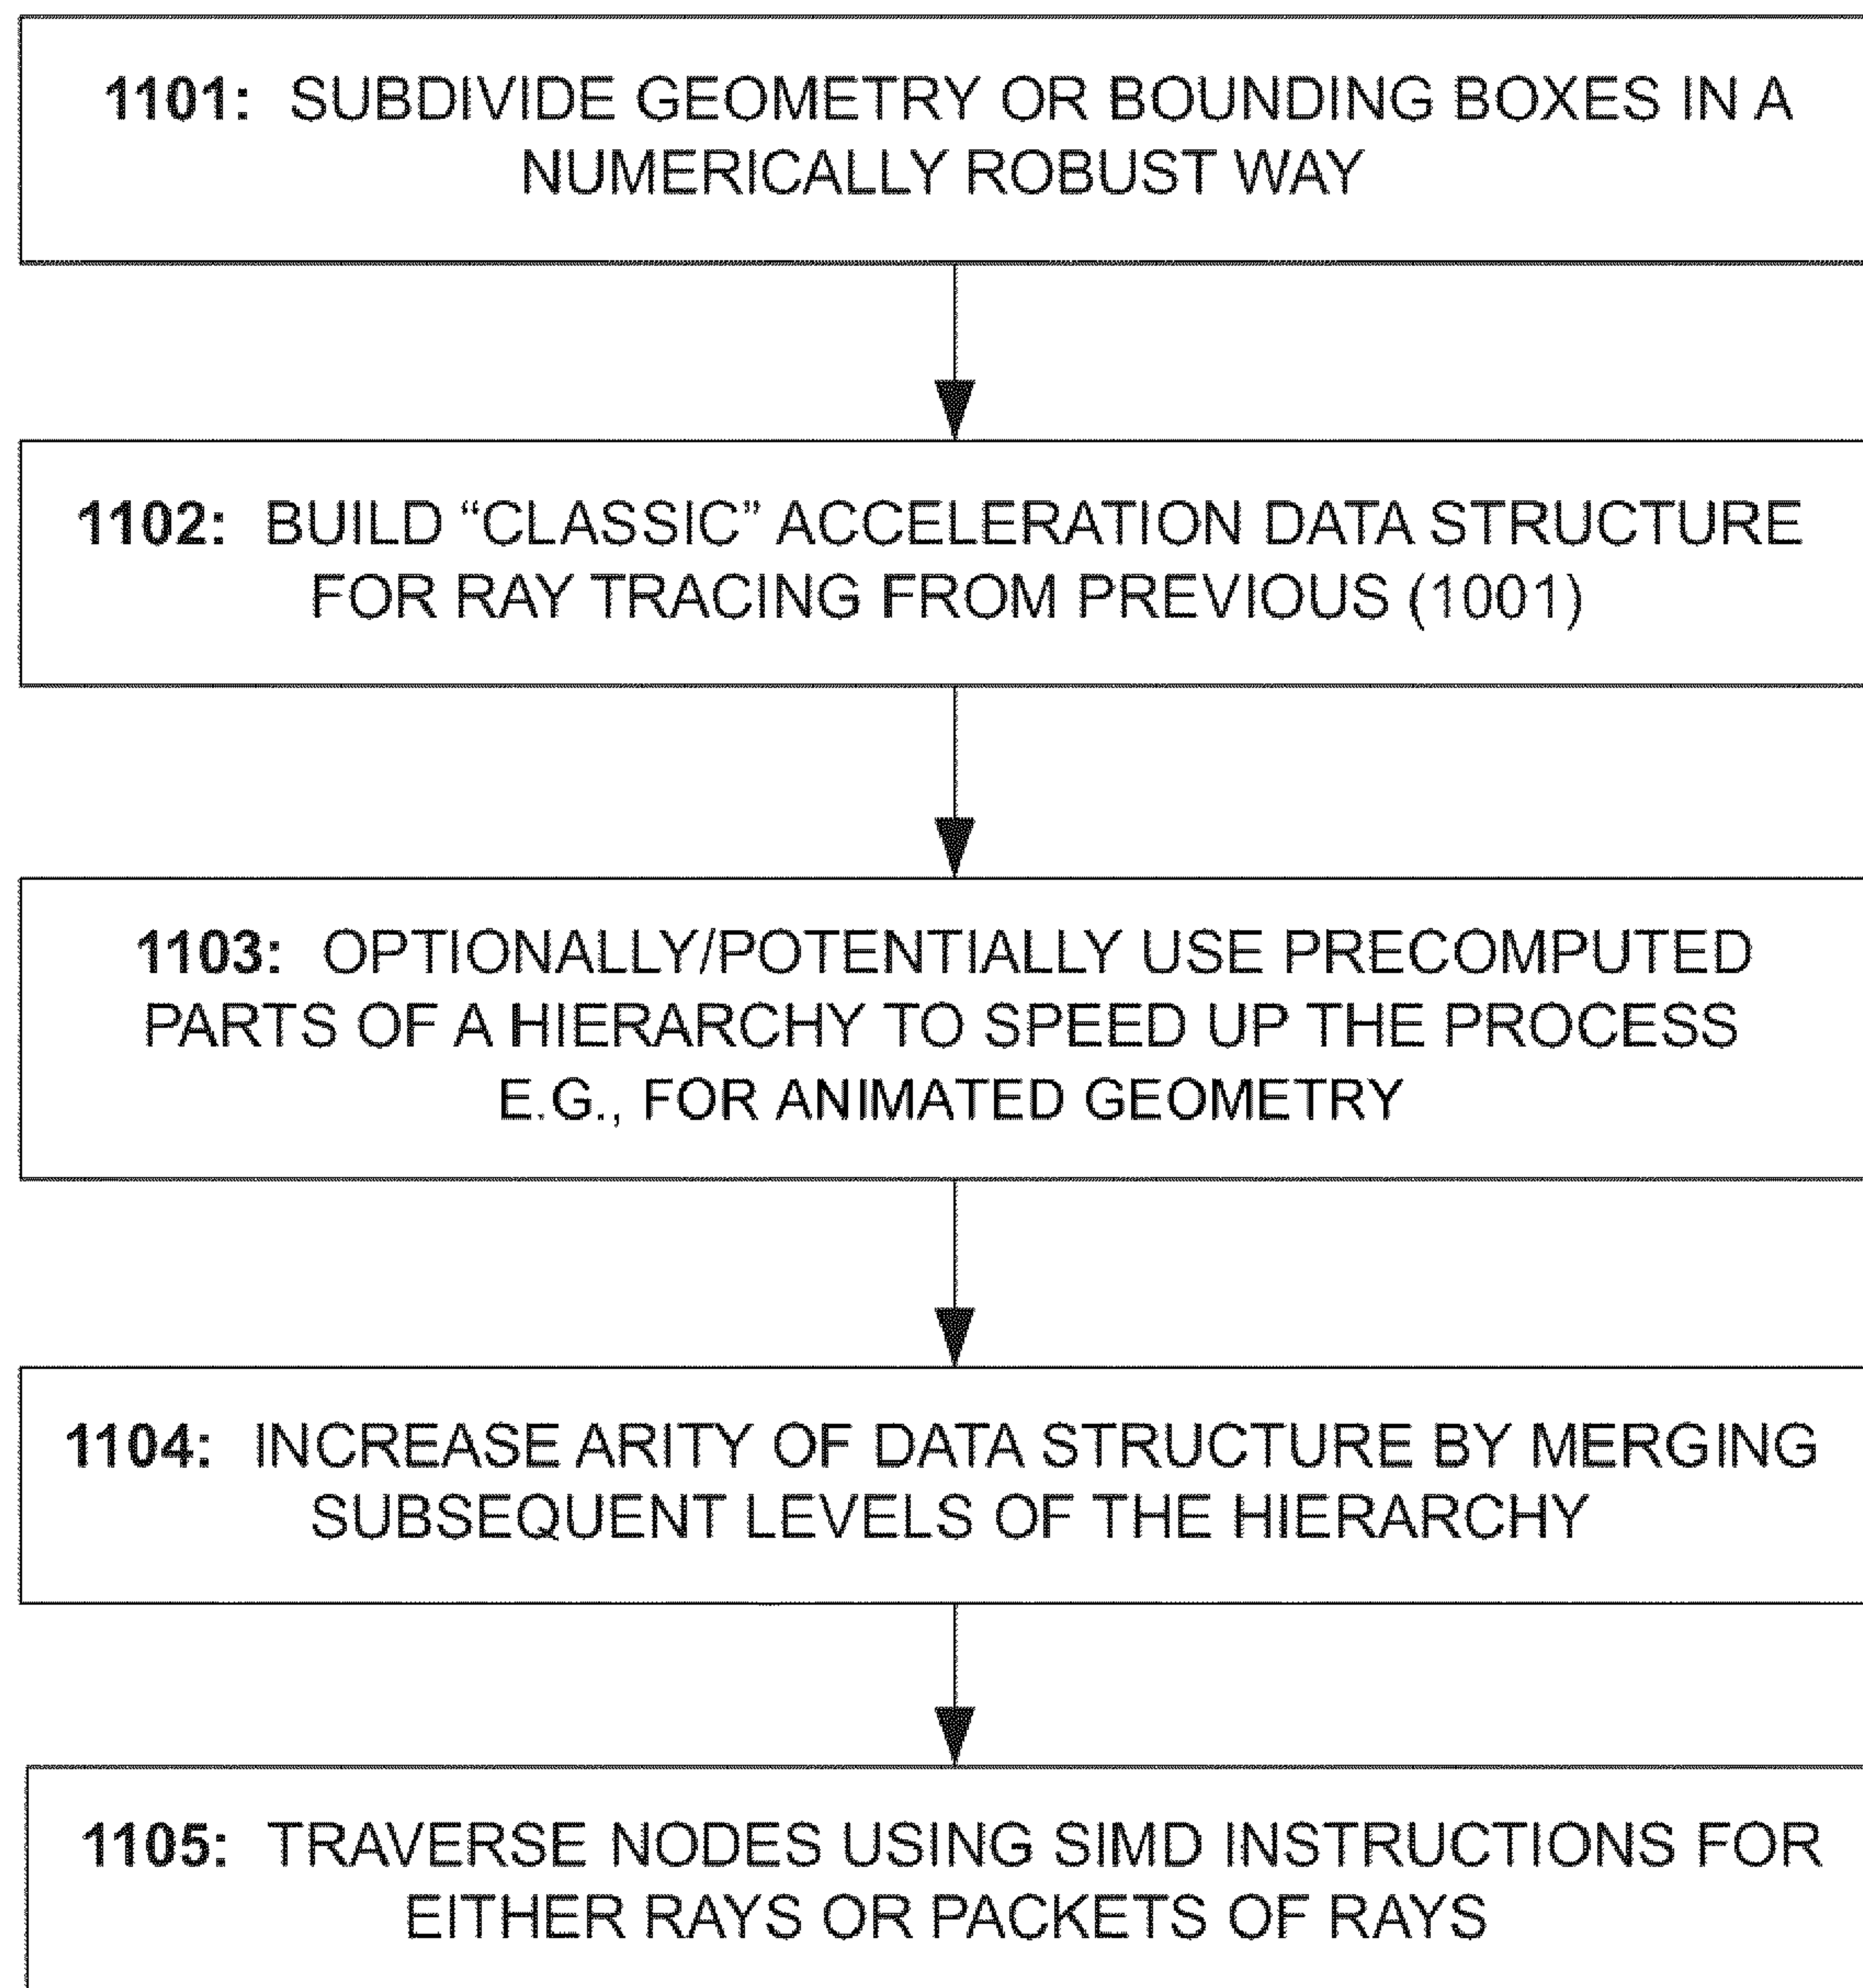 1101: SUBDIVIDE GEOMETRY OR BOUNDING BOXES IN A
NUMERICALLY ROBUST WAY
1102: BUILD “CLASSIC” ACCELERATION DATA STRUCTURE
FOR RAY TRACING FROM PREVIOUS (1001)
1103: OPTIONALLY/POTENTIALLY USE PRECOMPUTED
PARTS OF A HIERARCHY TO SPEED UP THE PROCESS
E.G., FOR ANIMATED GEOMETRY
1104: INCREASE ARITY OF DATA STRUCTURE BY MERGING
SUBSEQUENT LEVELS OF THE HIERARCHY
1105: TRAVERSE NODES USING SIMD INSTRUCTIONS FOR
EITHER RAYS OR PACKETS OF RAYS